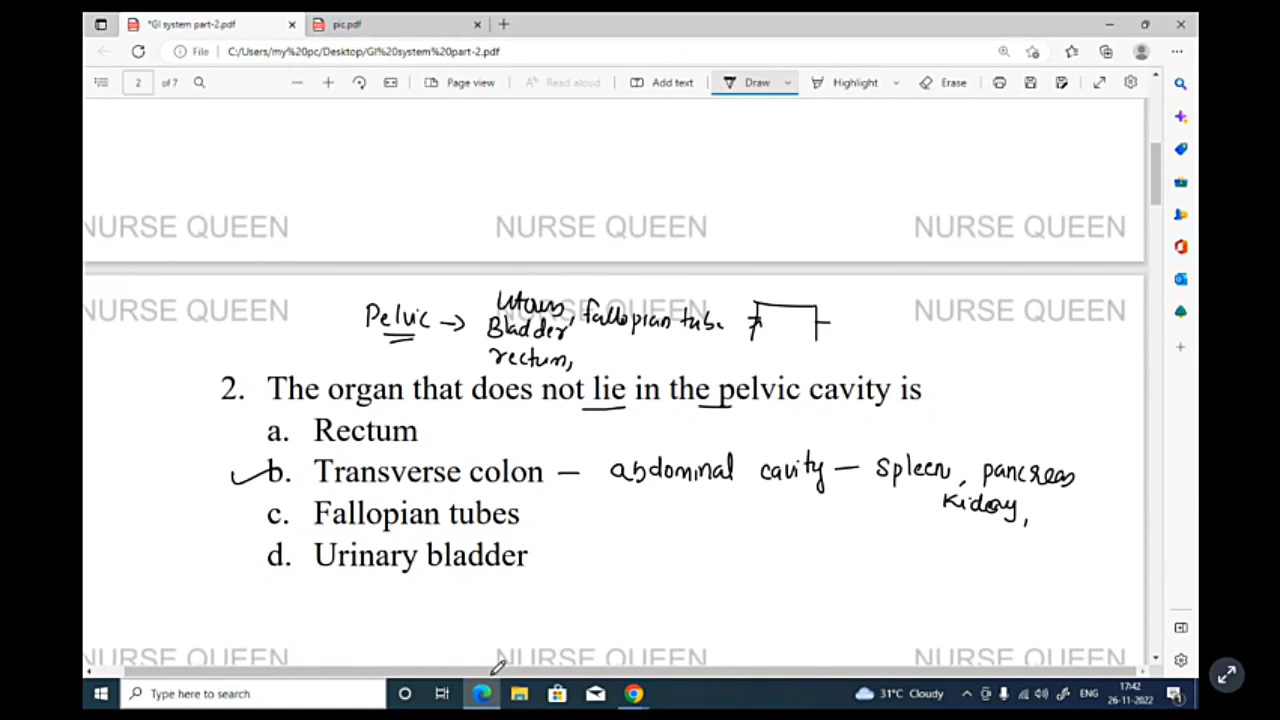 *GI system part-2.pdf
pic.pdf
File
C:/Users/my%20pc/Desktop/GI%20system%20part-2.pdf
2 of 7
Page view
Read aloud
Add text
Draw
Highlight
Erase
NURSE QUEEN NURSE QUEEN NURSE QUEEN
NURSE QUEEN NURSE QUEEN NURSE QUEEN
Pelvic → Uterus, fallopian tube
Bladder
rectum,
2. The organ that does not lie in the pelvic cavity is
a. Rectum
b. Transverse colon — abdominal cavity — Spleen, pancreas
Kidney,
c. Fallopian tubes
d. Urinary bladder
NURSE QUEEN NURSE QUEEN NURSE QUEEN
Type here to search
31°C Cloudy
ENG
17:42
26-11-2022